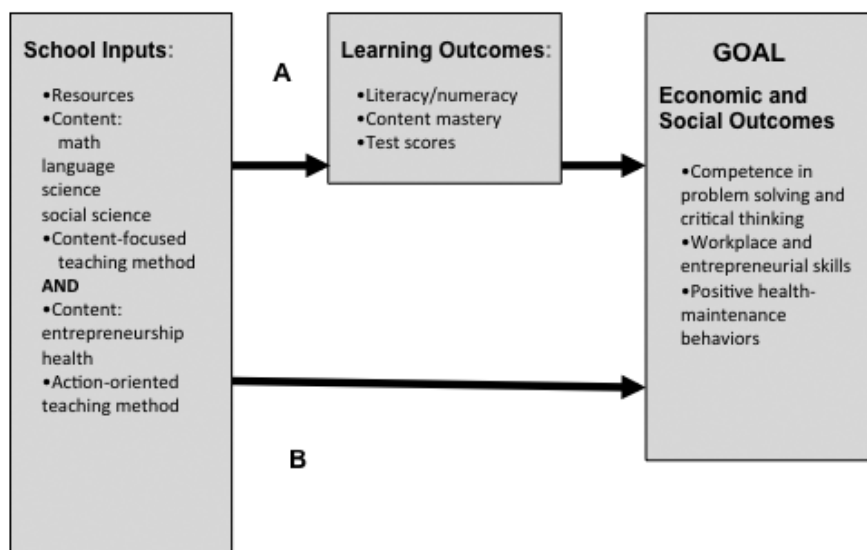 School Inputs:
•Resources
•Content:
math
language
science
social science
•Content-focused
teaching method
AND
•Content:
entrepreneurship
health
•Action-oriented
teaching method
A
Learning Outcomes:
•Literacy/numeracy
•Content mastery
•Test scores
B
GOAL
Economic and
Social Outcomes
•Competence in
problem solving and
critical thinking
•Workplace and
entrepreneurial skills
•Positive health-
maintenance
behaviors